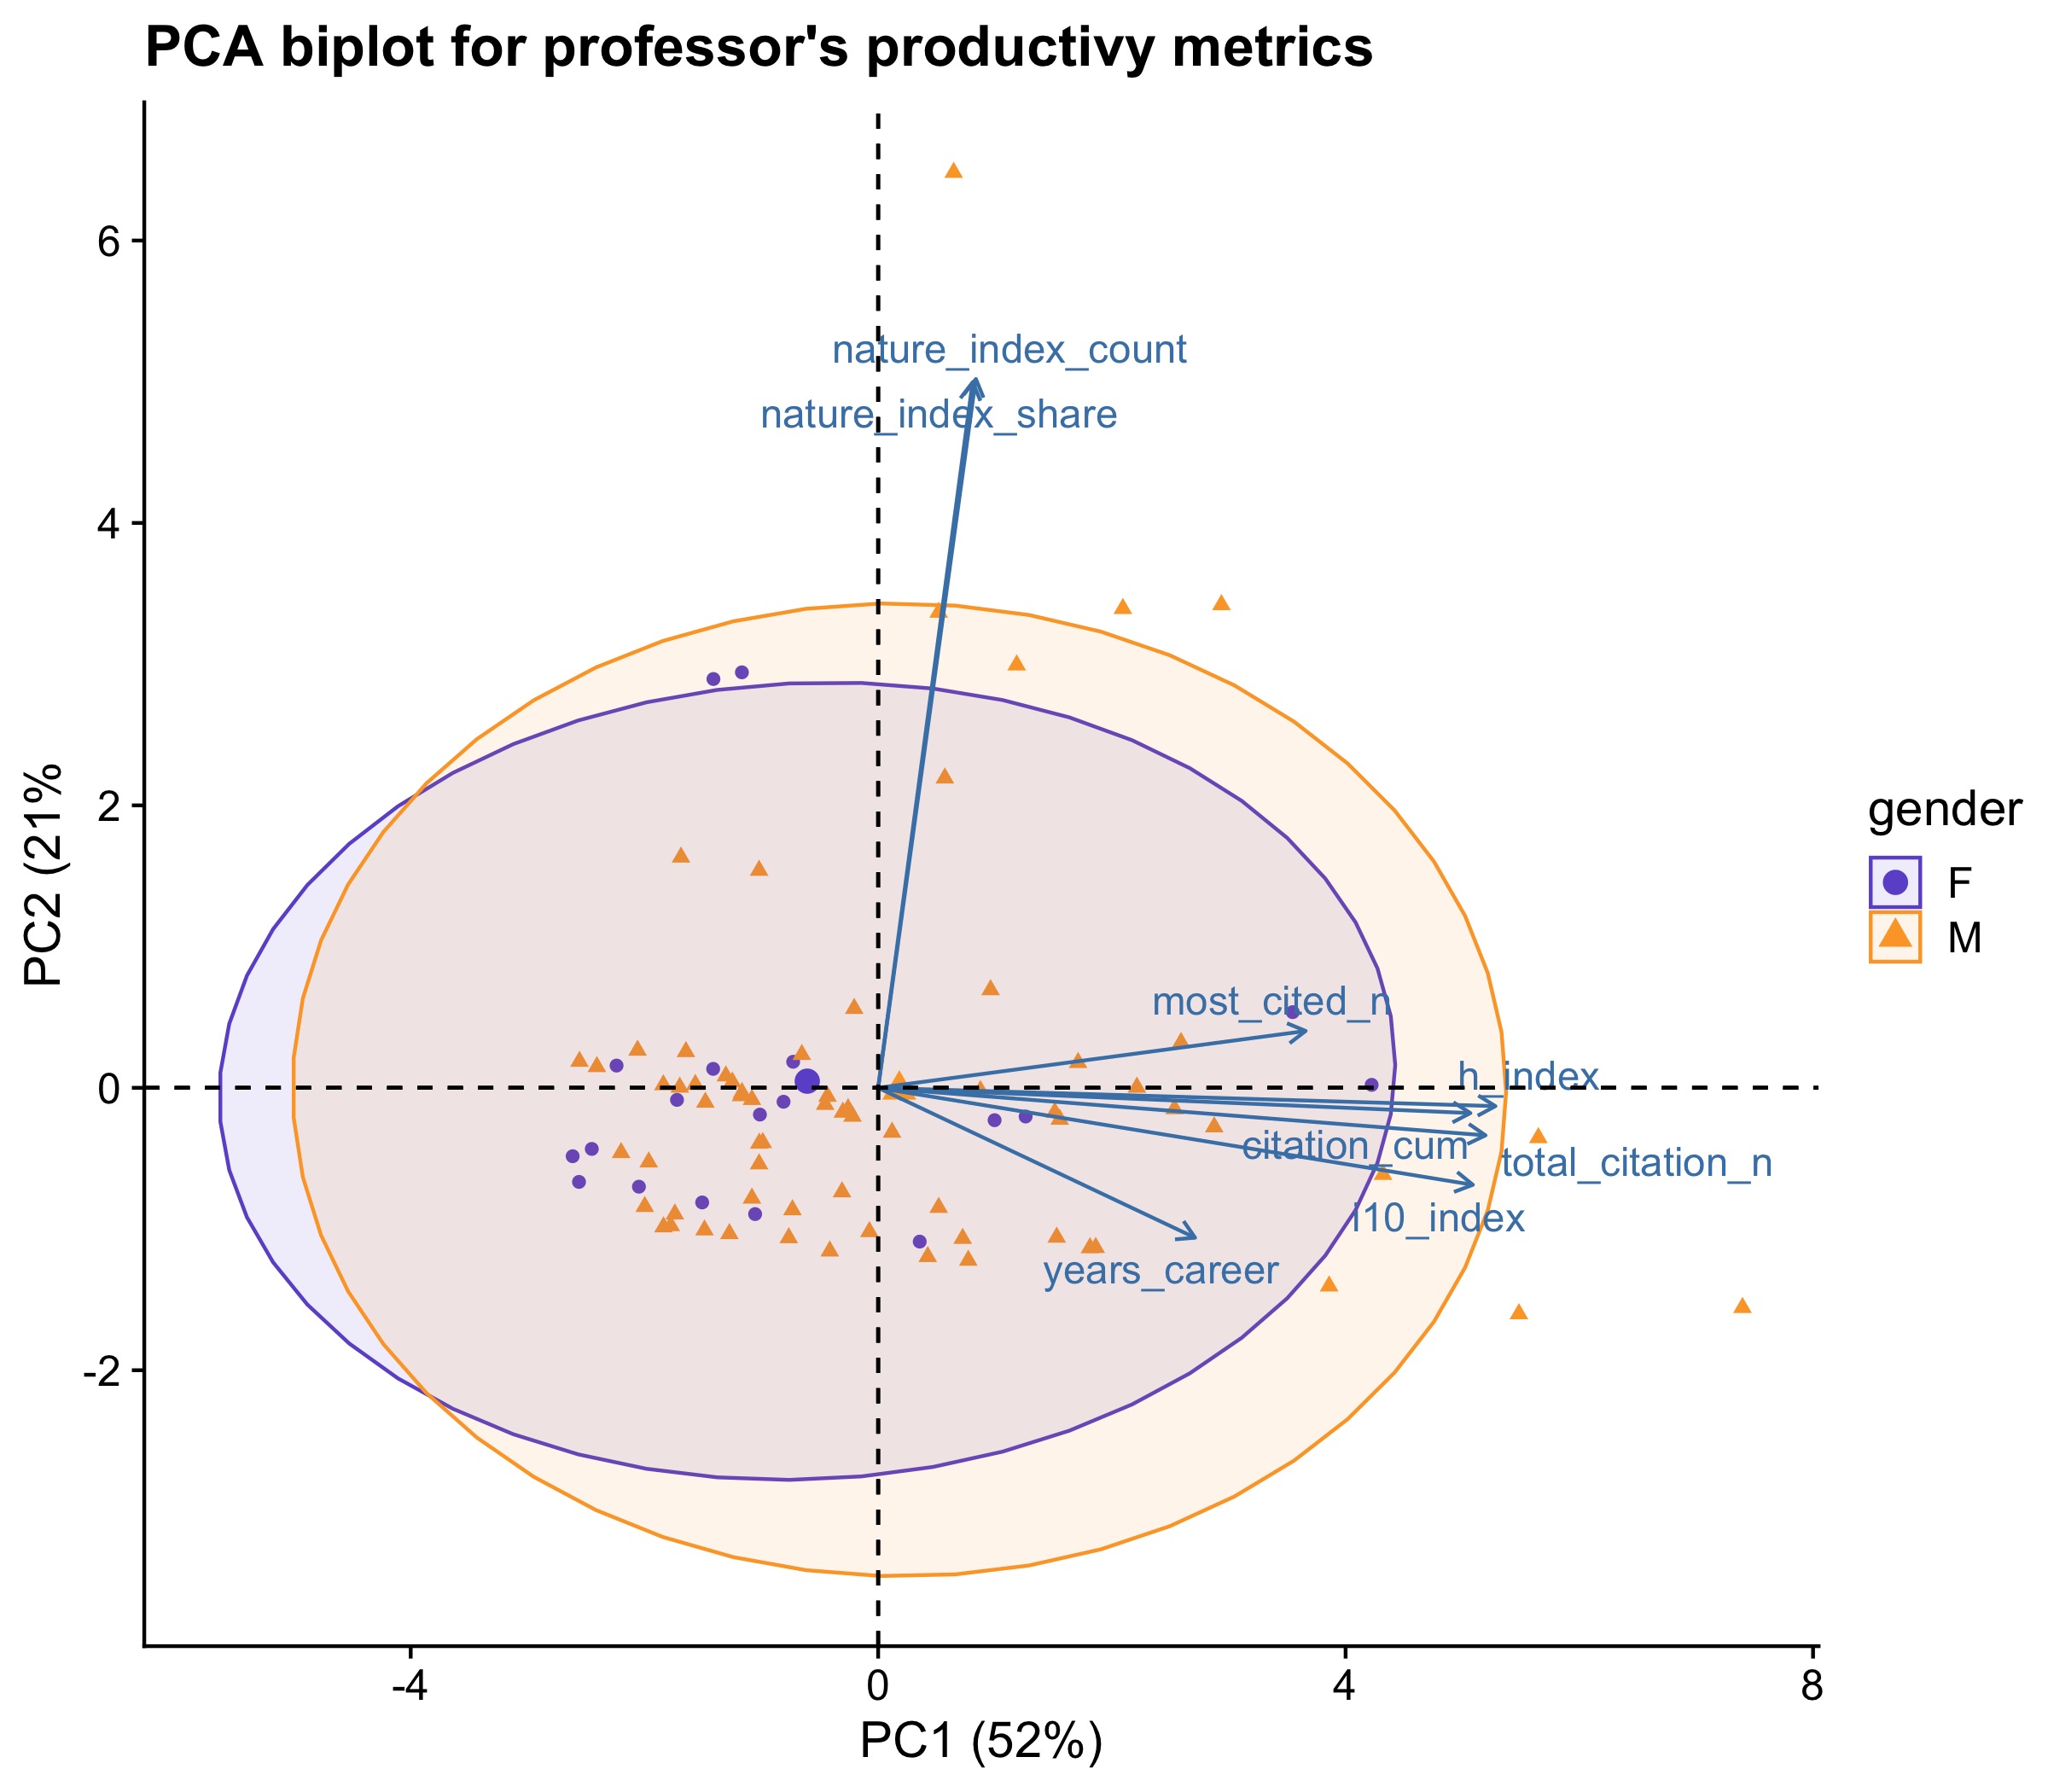 PCA biplot for professor's productivy metrics
6
nature_index_count
nature_index_share
4
PC2 (21%
2
gender
F
M
most_cited_n
0
h_index
citation_cum
total_citation_n
I10_index
years_career
-2
-4
0
4
8
PC1 (52%)